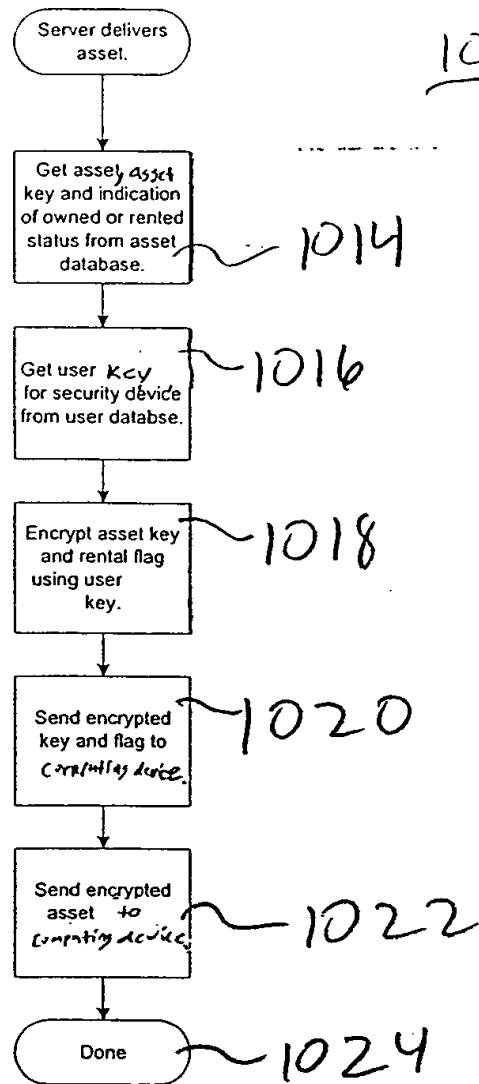 Server delivers
asset.
10
Get asset, asset
key and indication
of owned or rented
status from asset
database.
1014
Get user key
for security device
from user databse.
1016
Encrypt asset key
and rental flag
using user
key.
1018
Send encrypted
key and flag to
computing device.
1020
Send encrypted
asset to
computing device.
1022
Done
1024